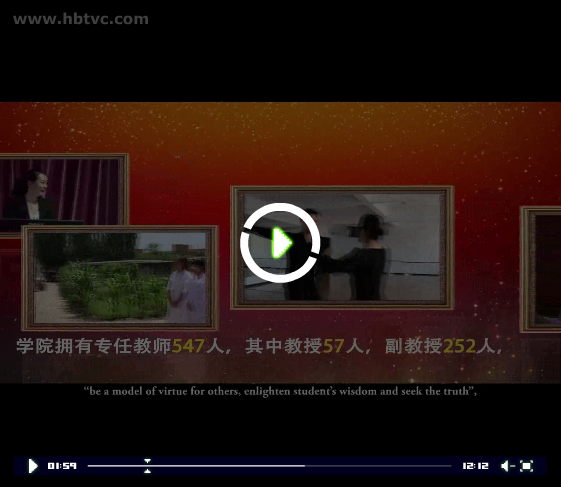 www.hbtvc.com
学院拥有专任教师547人，其中教授57人，副教授252人，
“be a model of virtue for others, enlighten student's wisdom and seek the truth”,
01:59
12:12